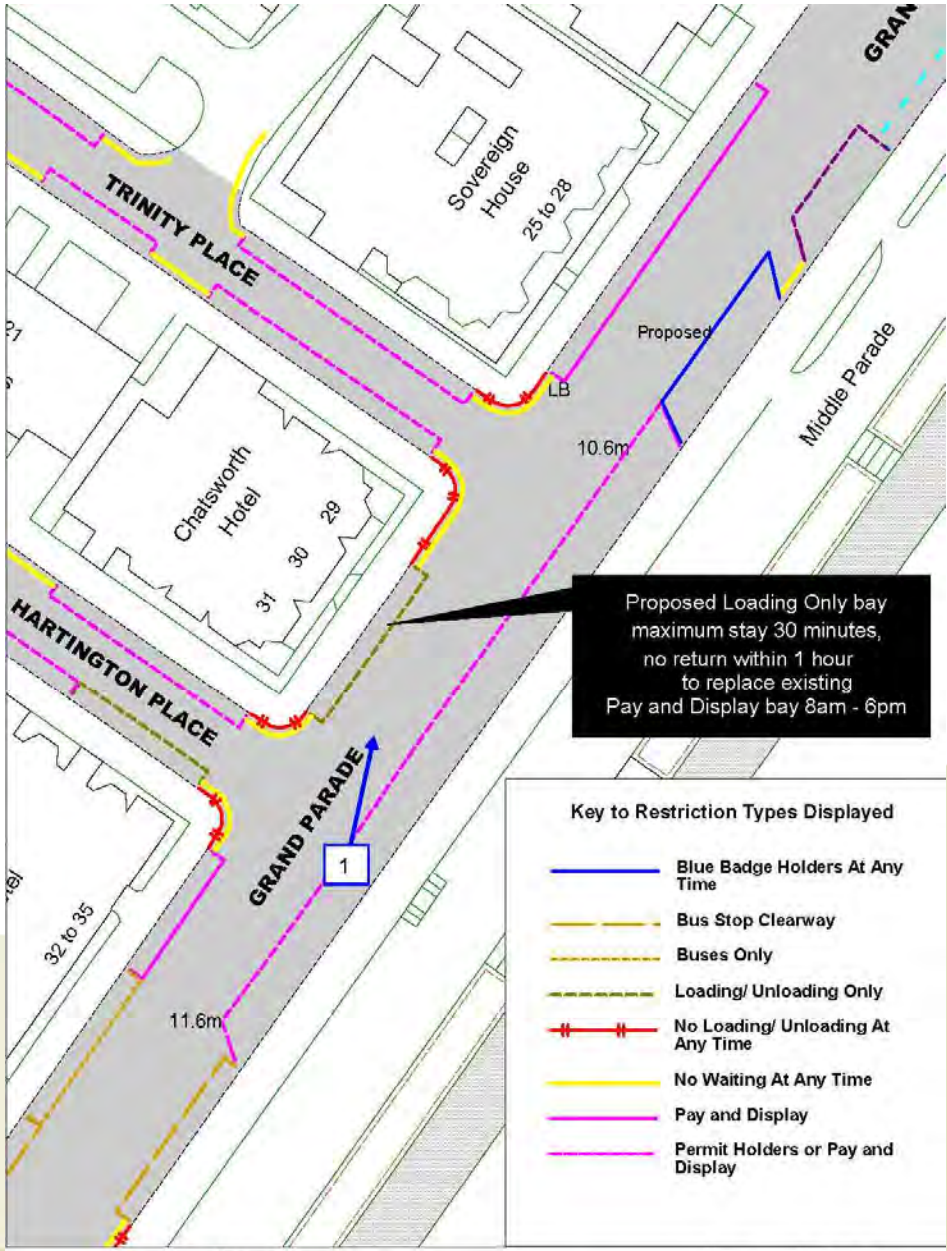 GRAN
TRINITY PLACE
Sovereign
House
25 to 28
Proposed
LB
10.6m
Middle Parade
21
Chatsworth
Hotel
29
30
31
HARTINGTON PLACE
Proposed Loading Only bay
maximum stay 30 minutes,
no return within 1 hour
to replace existing
Pay and Display bay 8am - 6pm
GRAND PARADE
1
32 to 35
11.6m
Key to Restriction Types Displayed
Blue Badge Holders At Any
Time
Bus Stop Clearway
Buses Only
Loading/ Unloading Only
No Loading/ Unloading At
Any Time
No Waiting At Any Time
Pay and Display
Permit Holders or Pay and
Display